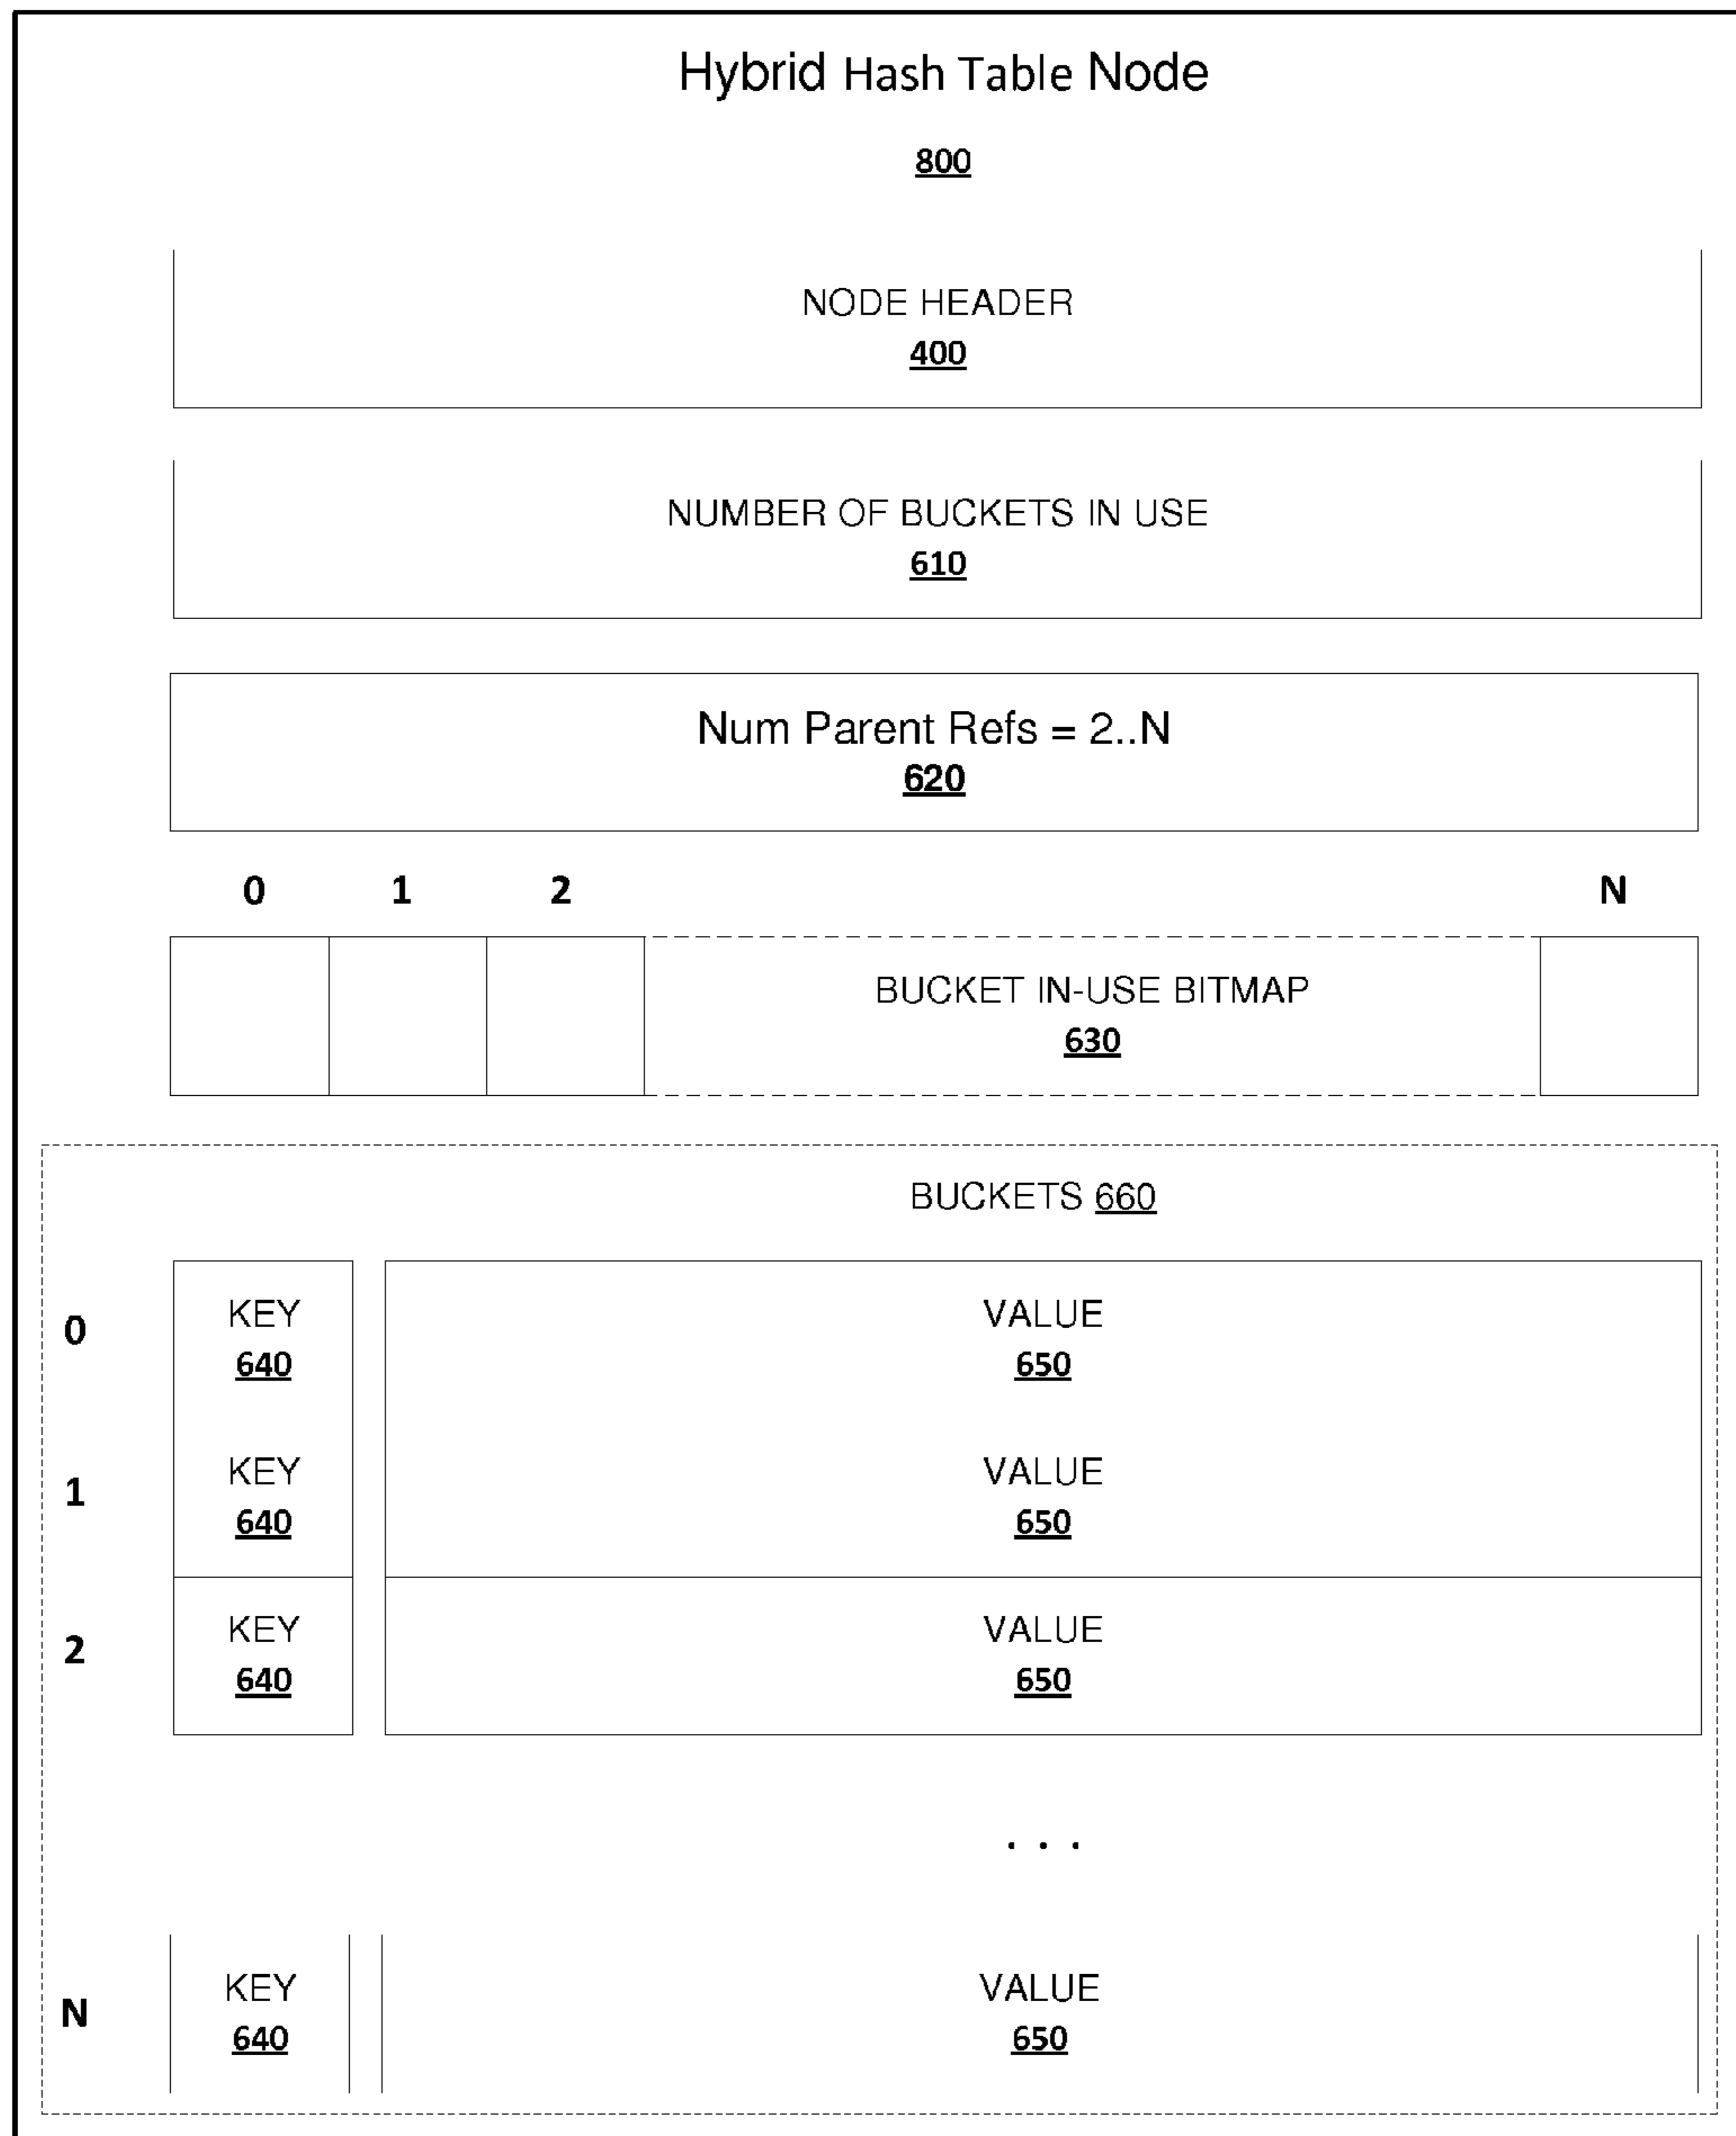 Hybrid Hash Table Node
800
NODE HEADER
400
NUMBER OF BUCKETS IN USE
610
Num Parent Refs = 2..N
620
0 1 2 N
BUCKET IN-USE BITMAP
630
BUCKETS 660
KEY VALUE
0
640 650
KEY VALUE
1
640 650
KEY VALUE
2
640 650
. . .
KEY VALUE
N
640 650